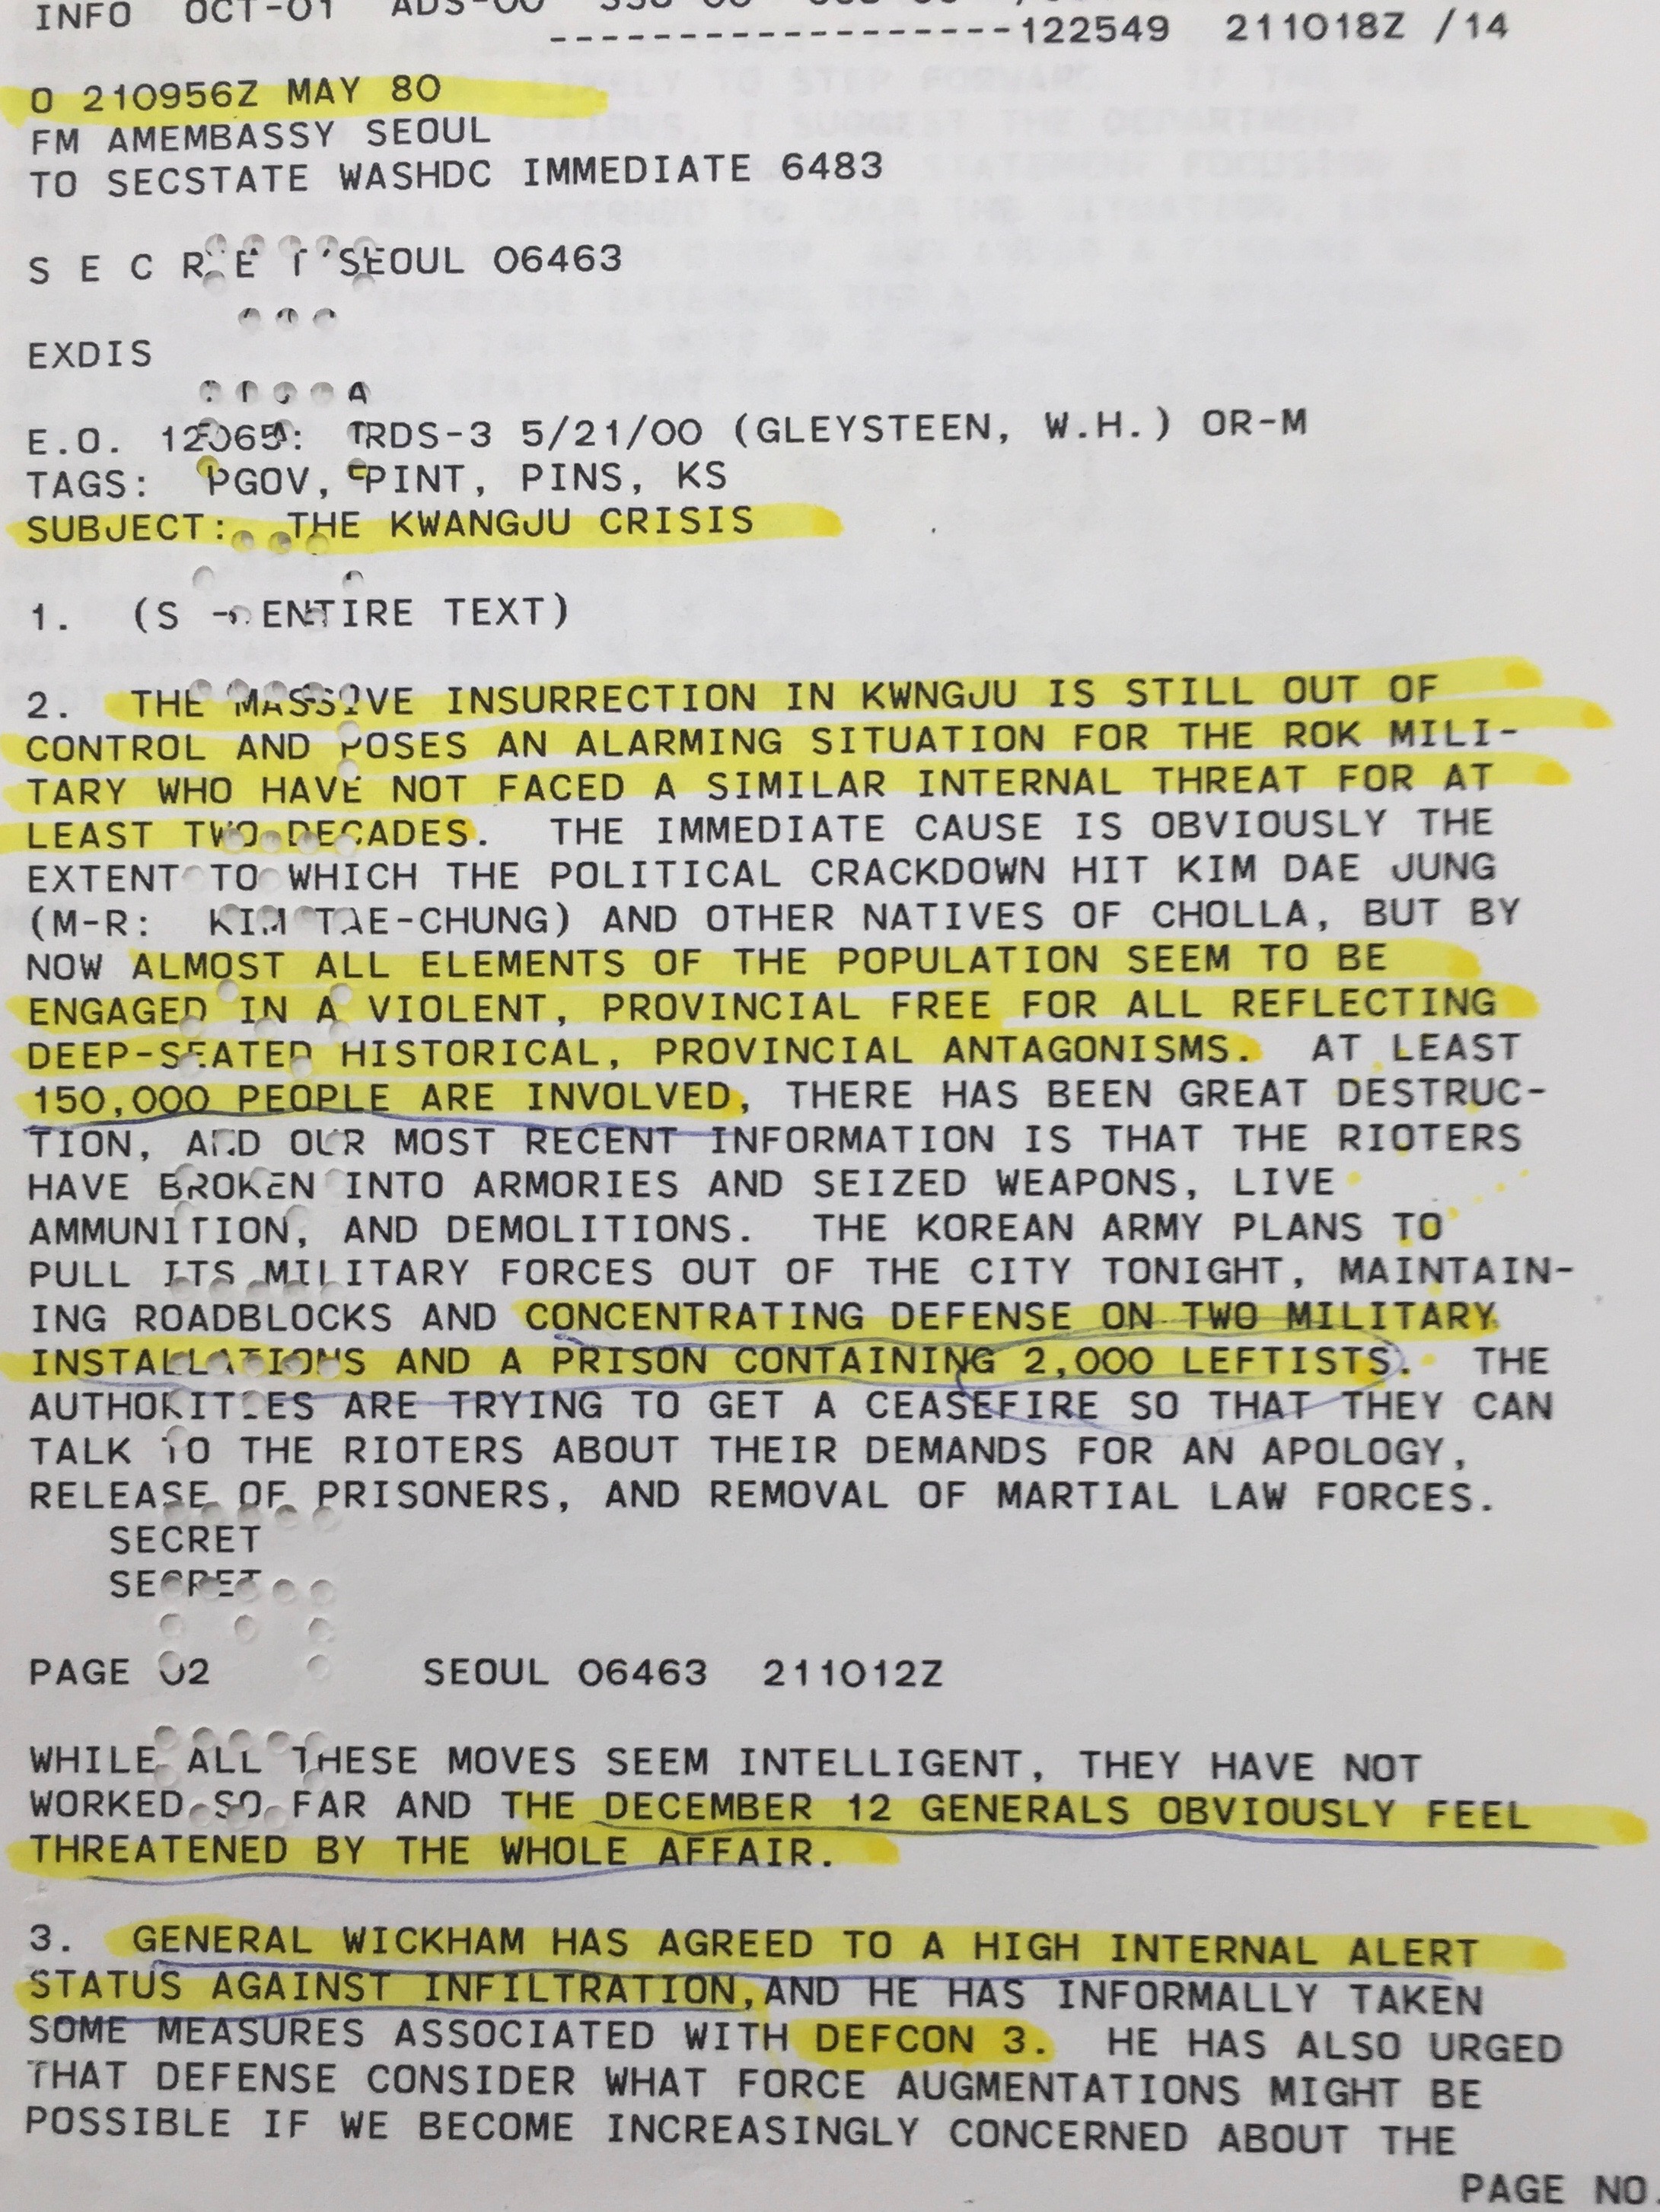 INFO OCT-01 ADS-00
------------------122549 211018Z /14
O 210956Z MAY 80
FM AMEMBASSY SEOUL
TO SECSTATE WASHDC IMMEDIATE 6483
S E C R E T SEOUL 06463
EXDIS
E.O. 12065: RDS-3 5/21/00 (GLEYSTEEN, W.H.) OR-M
TAGS: PGOV, PINT, PINS, KS
SUBJECT: THE KWANGJU CRISIS
1. (S - ENTIRE TEXT)
2. THE MASSIVE INSURRECTION IN KWNGJU IS STILL OUT OF
CONTROL AND POSES AN ALARMING SITUATION FOR THE ROK MILI-
TARY WHO HAVE NOT FACED A SIMILAR INTERNAL THREAT FOR AT
LEAST TWO DECADES. THE IMMEDIATE CAUSE IS OBVIOUSLY THE
EXTENT TO WHICH THE POLITICAL CRACKDOWN HIT KIM DAE JUNG
(M-R: KIM TAE-CHUNG) AND OTHER NATIVES OF CHOLLA, BUT BY
NOW ALMOST ALL ELEMENTS OF THE POPULATION SEEM TO BE
ENGAGED IN A VIOLENT, PROVINCIAL FREE FOR ALL REFLECTING
DEEP-SEATED HISTORICAL, PROVINCIAL ANTAGONISMS. AT LEAST
150,000 PEOPLE ARE INVOLVED, THERE HAS BEEN GREAT DESTRUC-
TION, AND OUR MOST RECENT INFORMATION IS THAT THE RIOTERS
HAVE BROKEN INTO ARMORIES AND SEIZED WEAPONS, LIVE
AMMUNITION, AND DEMOLITIONS. THE KOREAN ARMY PLANS TO
PULL ITS MILITARY FORCES OUT OF THE CITY TONIGHT, MAINTAIN-
ING ROADBLOCKS AND CONCENTRATING DEFENSE ON TWO MILITARY
INSTALLATIONS AND A PRISON CONTAINING 2,000 LEFTISTS. THE
AUTHORITIES ARE TRYING TO GET A CEASEFIRE SO THAT THEY CAN
TALK TO THE RIOTERS ABOUT THEIR DEMANDS FOR AN APOLOGY,
RELEASE OF PRISONERS, AND REMOVAL OF MARTIAL LAW FORCES.
SECRET
SECRET
PAGE 02 SEOUL 06463 211012Z
WHILE ALL THESE MOVES SEEM INTELLIGENT, THEY HAVE NOT
WORKED SO FAR AND THE DECEMBER 12 GENERALS OBVIOUSLY FEEL
THREATENED BY THE WHOLE AFFAIR.
3. GENERAL WICKHAM HAS AGREED TO A HIGH INTERNAL ALERT
STATUS AGAINST INFILTRATION, AND HE HAS INFORMALLY TAKEN
SOME MEASURES ASSOCIATED WITH DEFCON 3. HE HAS ALSO URGED
THAT DEFENSE CONSIDER WHAT FORCE AUGMENTATIONS MIGHT BE
POSSIBLE IF WE BECOME INCREASINGLY CONCERNED ABOUT THE
PAGE NO.